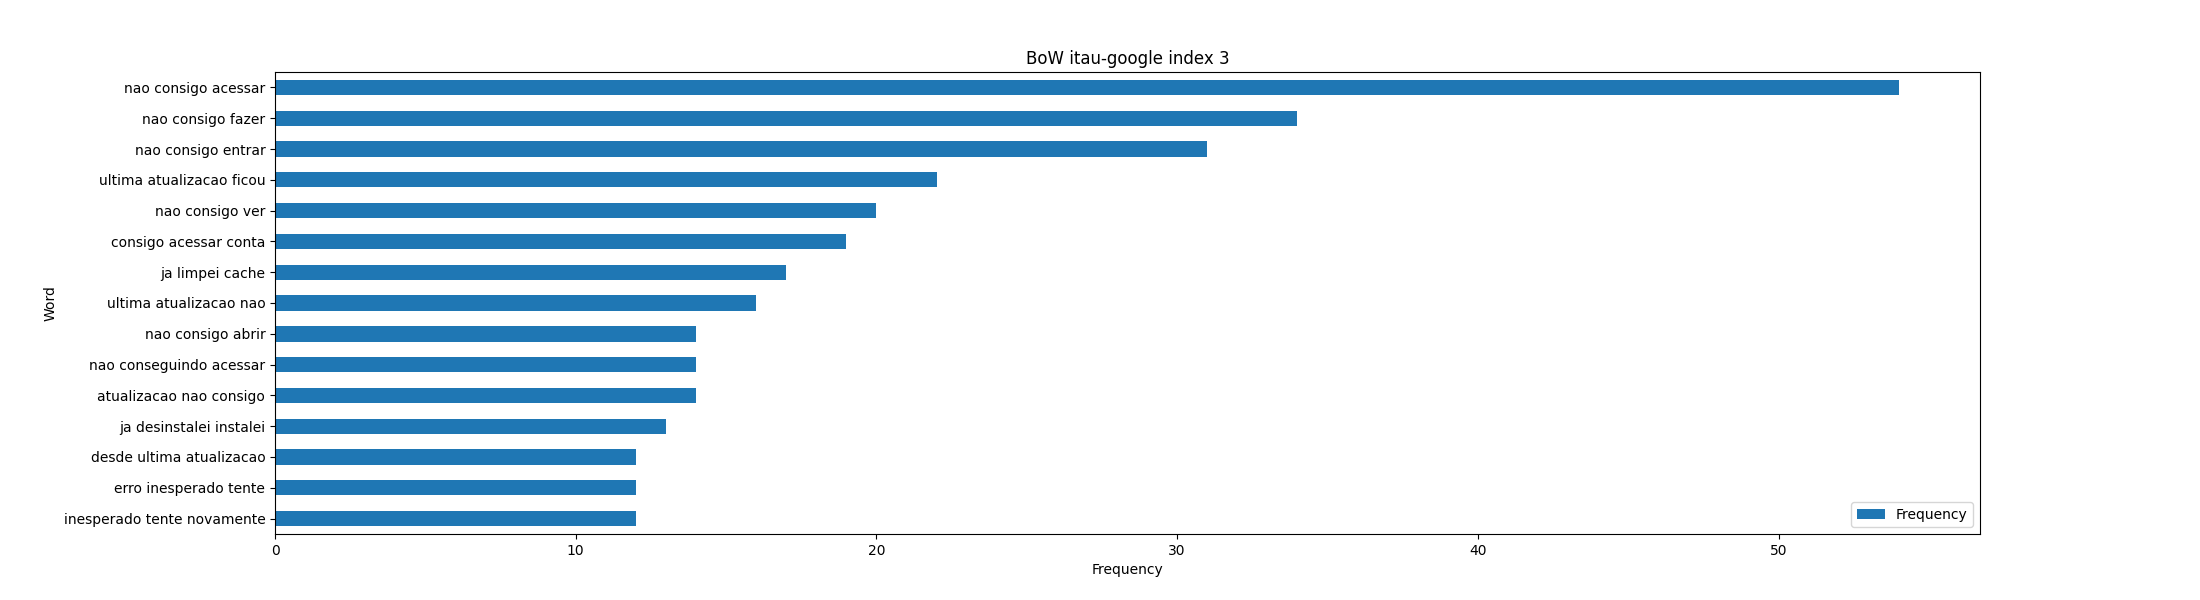 BoW itau-google index 3
nao consigo acessar
nao consigo fazer
nao consigo entrar
ultima atualizacao ficou
nao consigo ver
consigo acessar conta
ja limpei cache
ultima atualizacao nao
nao consigo abrir
nao conseguindo acessar
atualizacao nao consigo
ja desinstalei instalei
desde ultima atualizacao
erro inesperado tente
inesperado tente novamente
Word
Frequency
0 10 20 30 40 50
Frequency